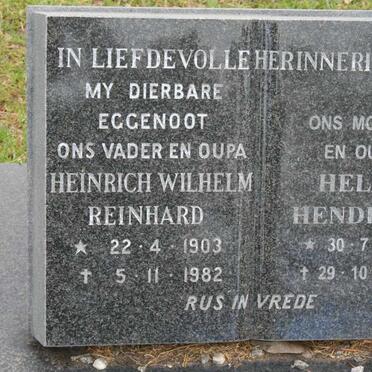 IN LIEFDEVOLLE HERINNERI
MY DIERBARE
EGGENOOT
ONS VADER EN OUPA
HEINRICH WILHELM
REINHARD
★ 22·4·1903
✝ 5·11·1982
ONS MO
EN OU
HEL
HENDR
★ 30·7
✝ 29·10
RUS IN VREDE